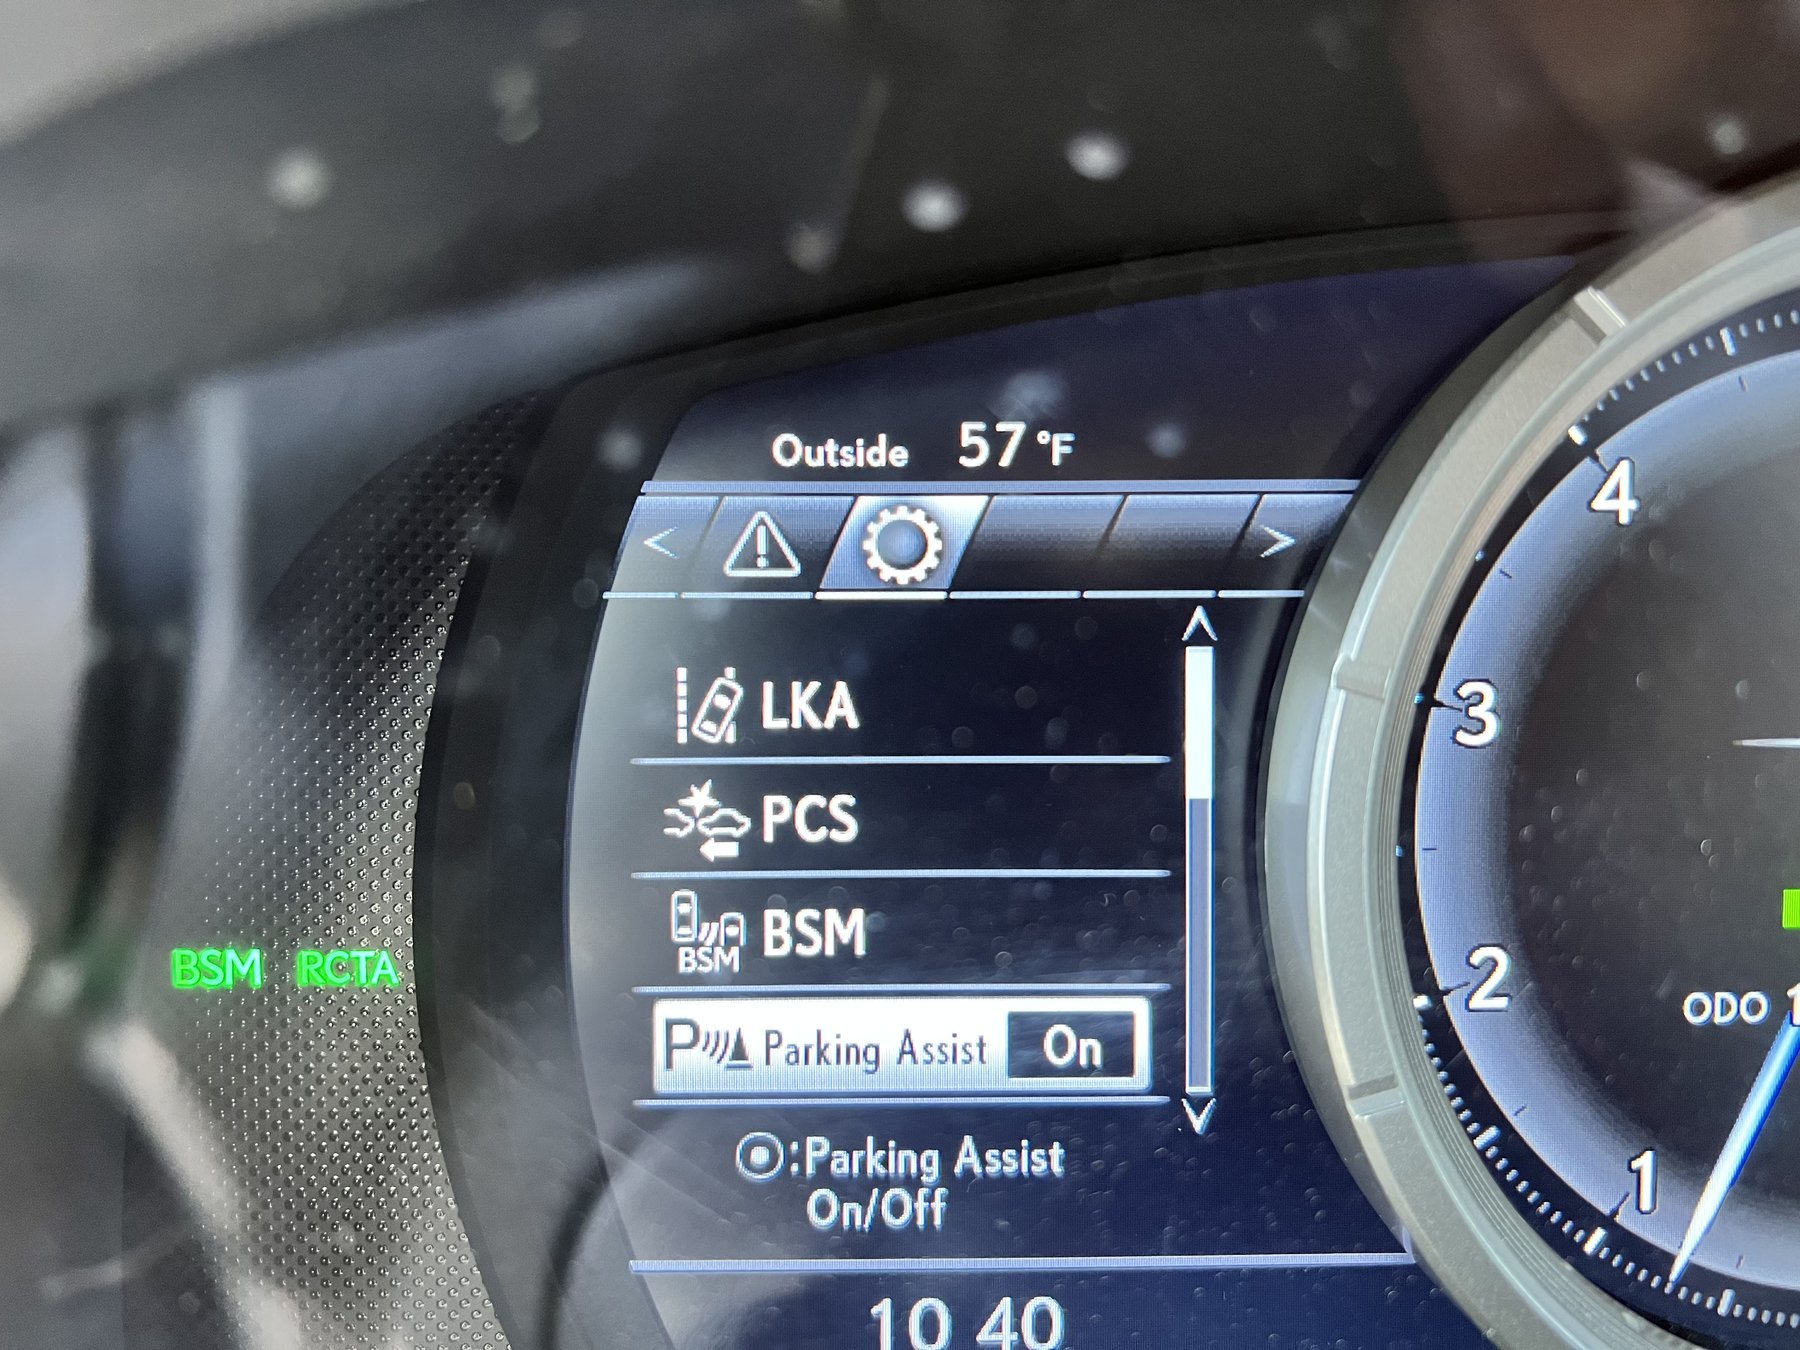 Outside 57 °F
LKA
PCS
BSM
BSM
P Parking Assist On
:Parking Assist
On/Off
10 40
BSM RCTA
4
3
2
1
ODO 1